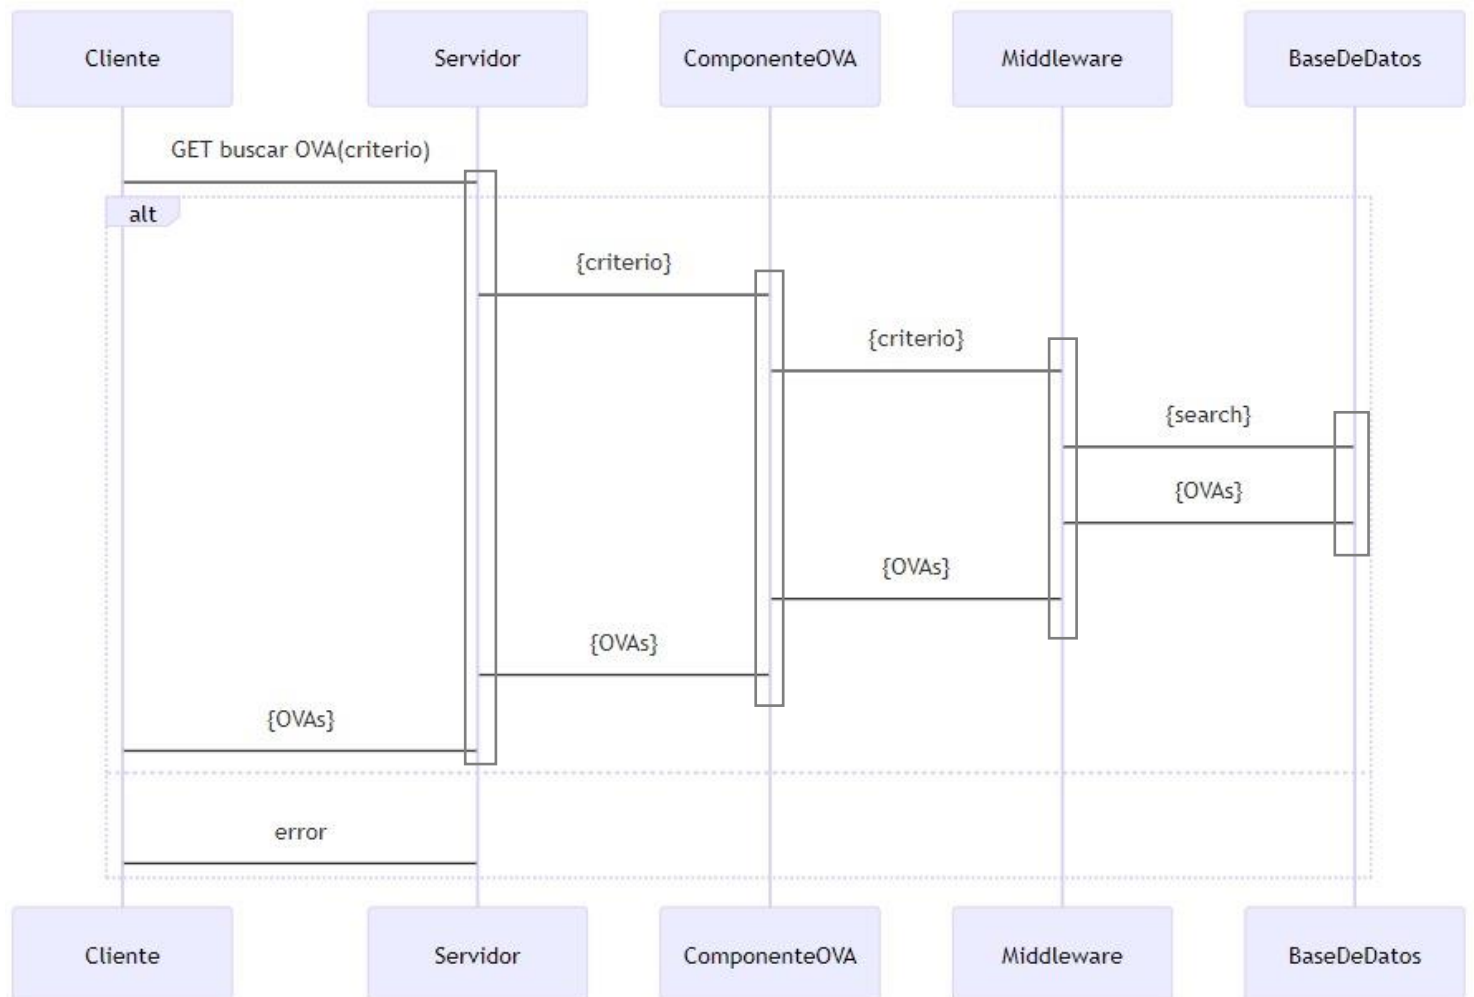 Cliente
Servidor
ComponenteOVA
Middleware
BaseDeDatos
GET buscar OVA(criterio)
alt
{criterio}
{criterio}
{search}
{OVAs}
{OVAs}
{OVAs}
{OVAs}
error
Cliente
Servidor
ComponenteOVA
Middleware
BaseDeDatos